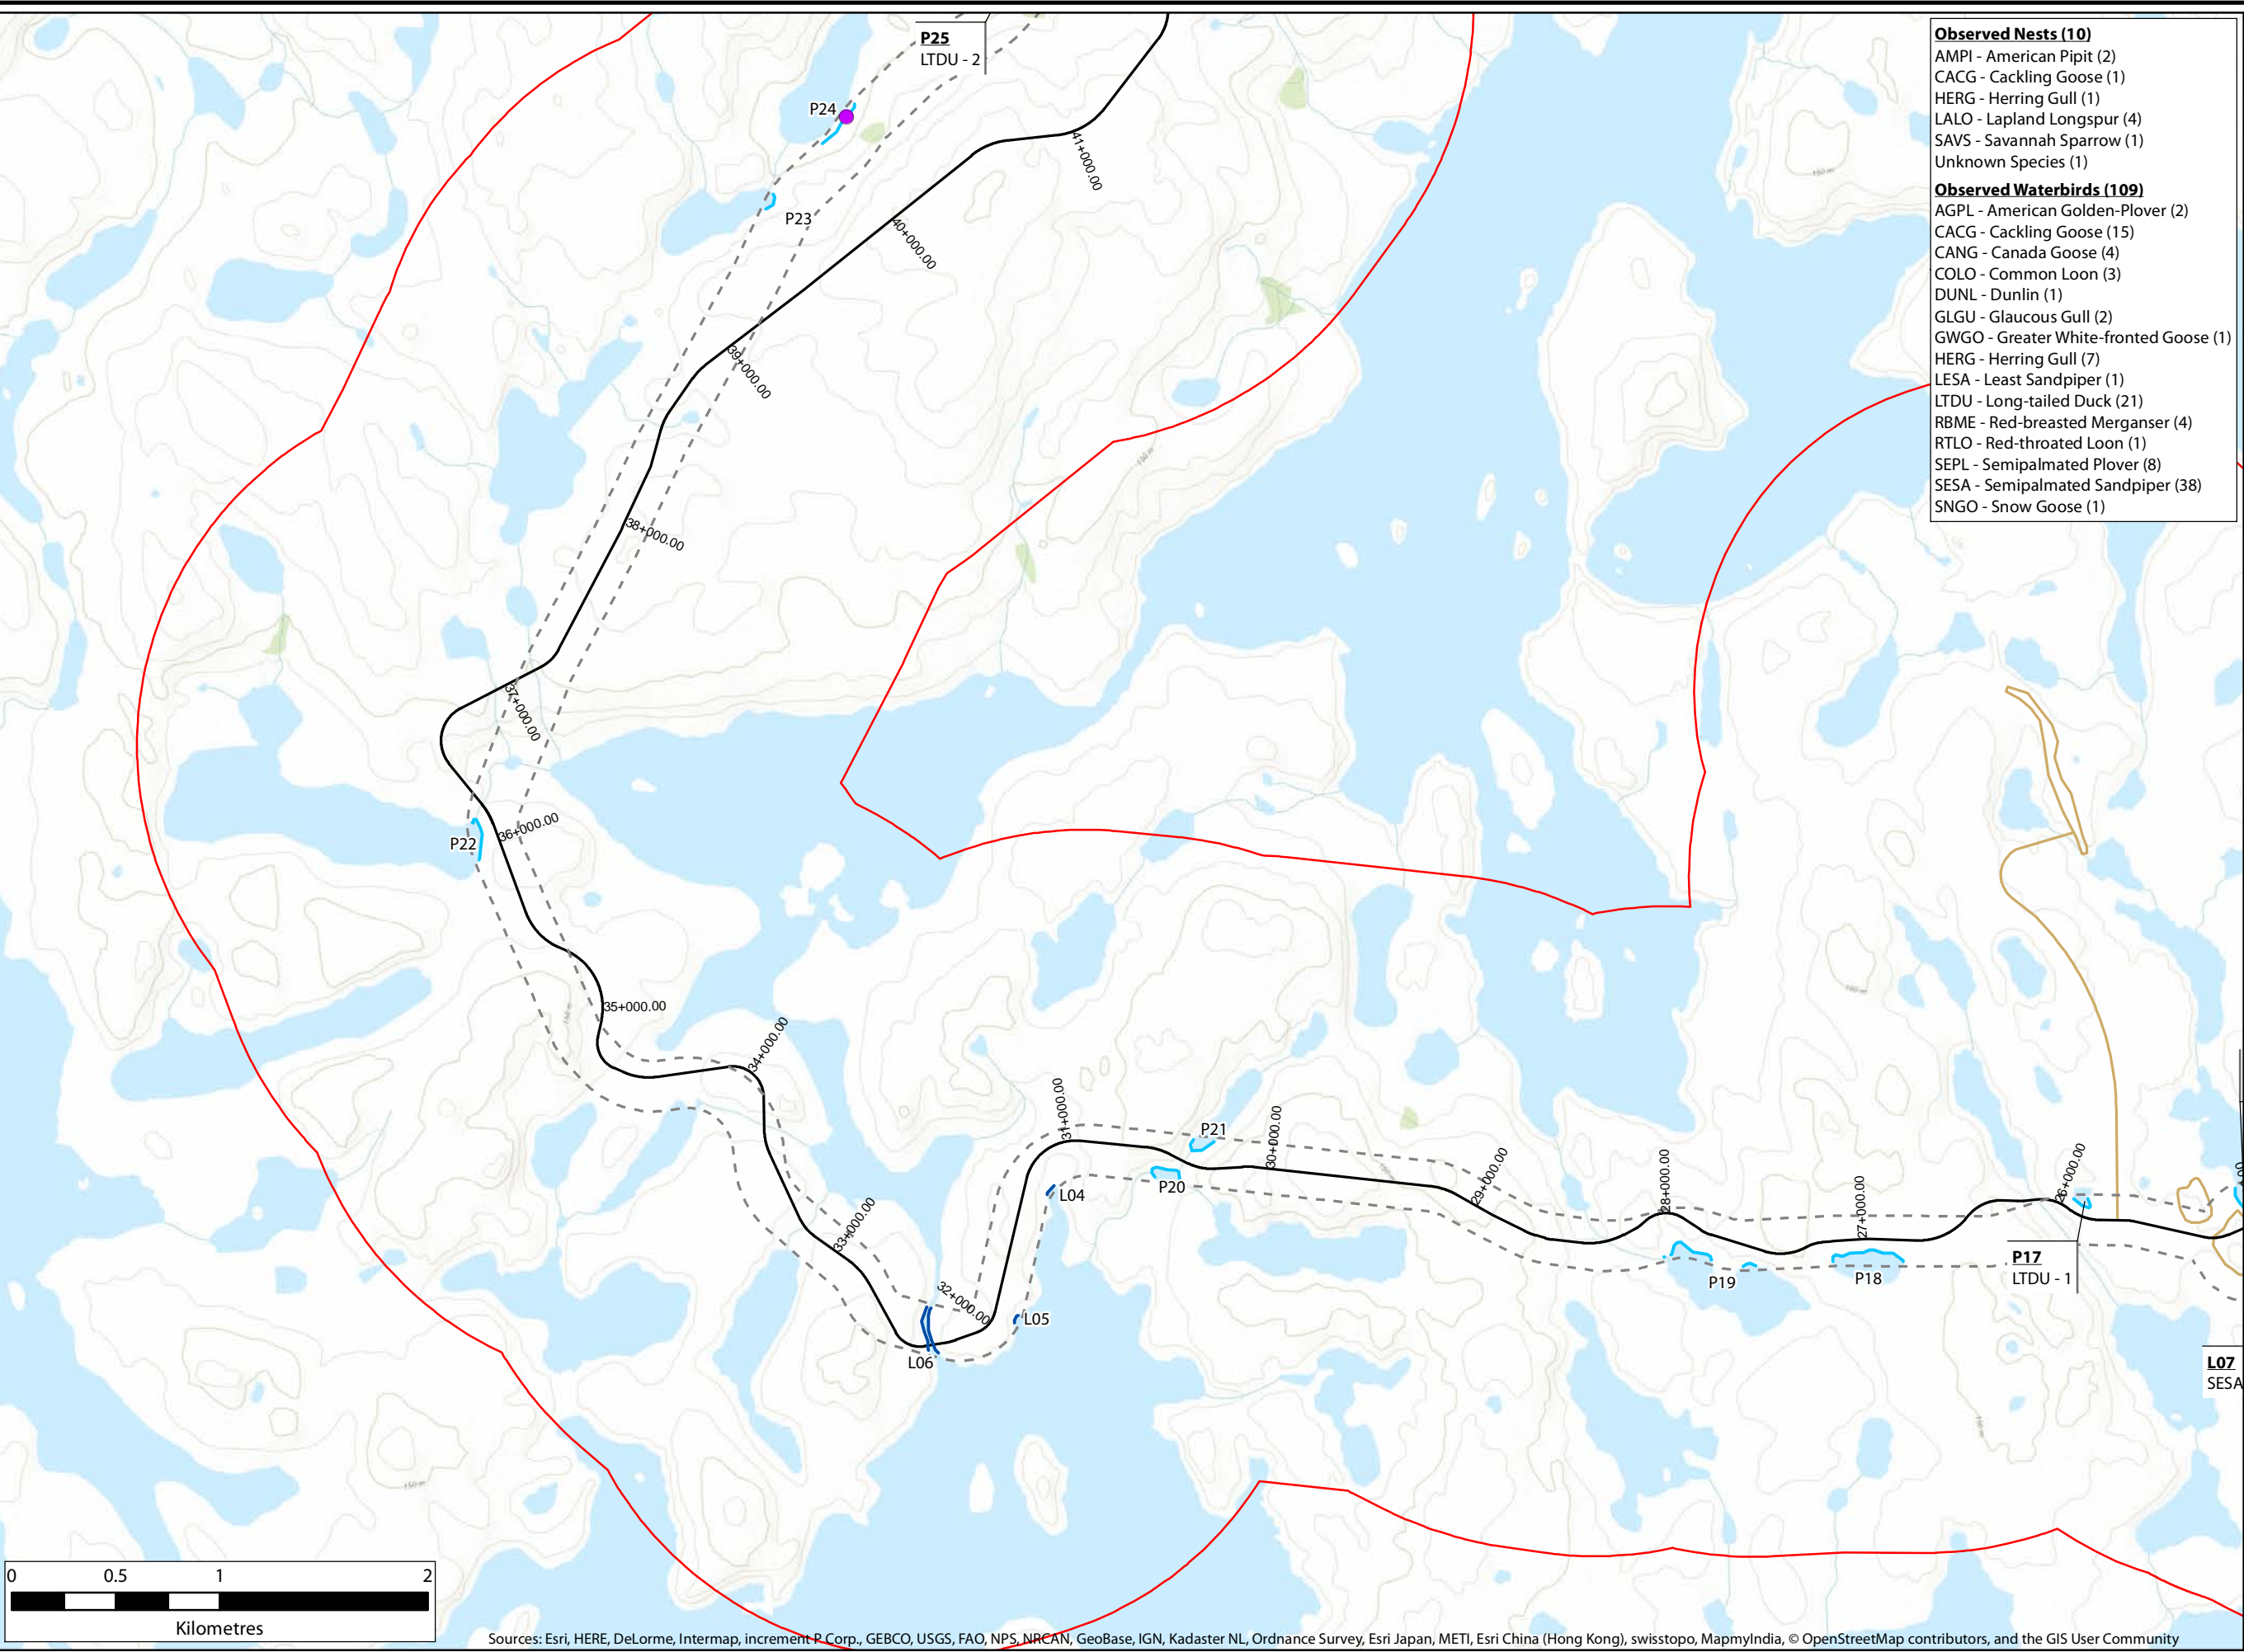 P25
LTDU - 2
Observed Nests (10)
AMPI - American Pipit (2)
CACG - Cackling Goose (1)
HERG - Herring Gull (1)
LALO - Lapland Longspur (4)
SAVS - Savannah Sparrow (1)
Unknown Species (1)
Observed Waterbirds (109)
AGPL - American Golden-Plover (2)
CACG - Cackling Goose (15)
CANG - Canada Goose (4)
COLO - Common Loon (3)
DUNL - Dunlin (1)
GLGU - Glaucous Gull (2)
GWGO - Greater White-fronted Goose (1)
HERG - Herring Gull (7)
LESA - Least Sandpiper (1)
LTDU - Long-tailed Duck (21)
RBME - Red-breasted Merganser (4)
RTLO - Red-throated Loon (1)
SEPL - Semipalmated Plover (8)
SESA - Semipalmated Sandpiper (38)
SNGO - Snow Goose (1)
P24
41+000.00
150 m
P23
40+000.00
39+000.00
150 m
38+000.00
37+000.00
36+000.00
P22
150 m
35+000.00
150 m
34+000.00
31+000.00
P21
30+000.00
150 m
29+000.00
28+000.00
26+000.00
P20
L04
27+000.00
33+000.00
P17
LTDU - 1
P19
P18
32+000.00
L05
L06
L07
SESA
150 m
150 m
0 0.5 1 2
Kilometres
Sources: Esri, HERE, DeLorme, Intermap, increment P Corp., GEBCO, USGS, FAO, NPS, NRCAN, GeoBase, IGN, Kadaster NL, Ordnance Survey, Esri Japan, METI, Esri China (Hong Kong), swisstopo, MapmyIndia, © OpenStreetMap contributors, and the GIS User Community